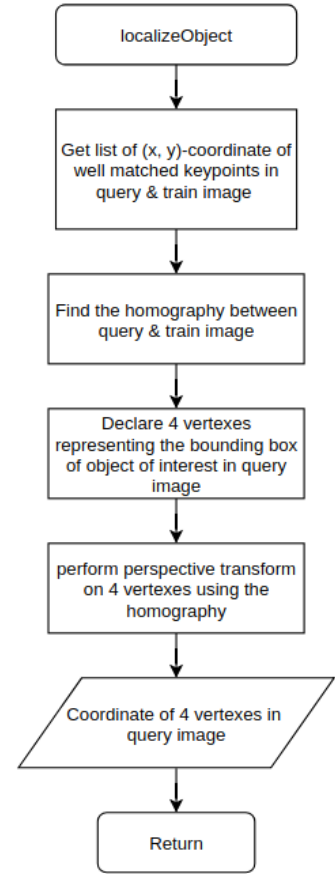 localizeObject
Get list of (x, y)-coordinate of
well matched keypoints in
query & train image
Find the homography between
query & train image
Declare 4 vertexes
representing the bounding box
of object of interest in query
image
perform perspective transform
on 4 vertexes using the
homography
Coordinate of 4 vertexes in
query image
Return